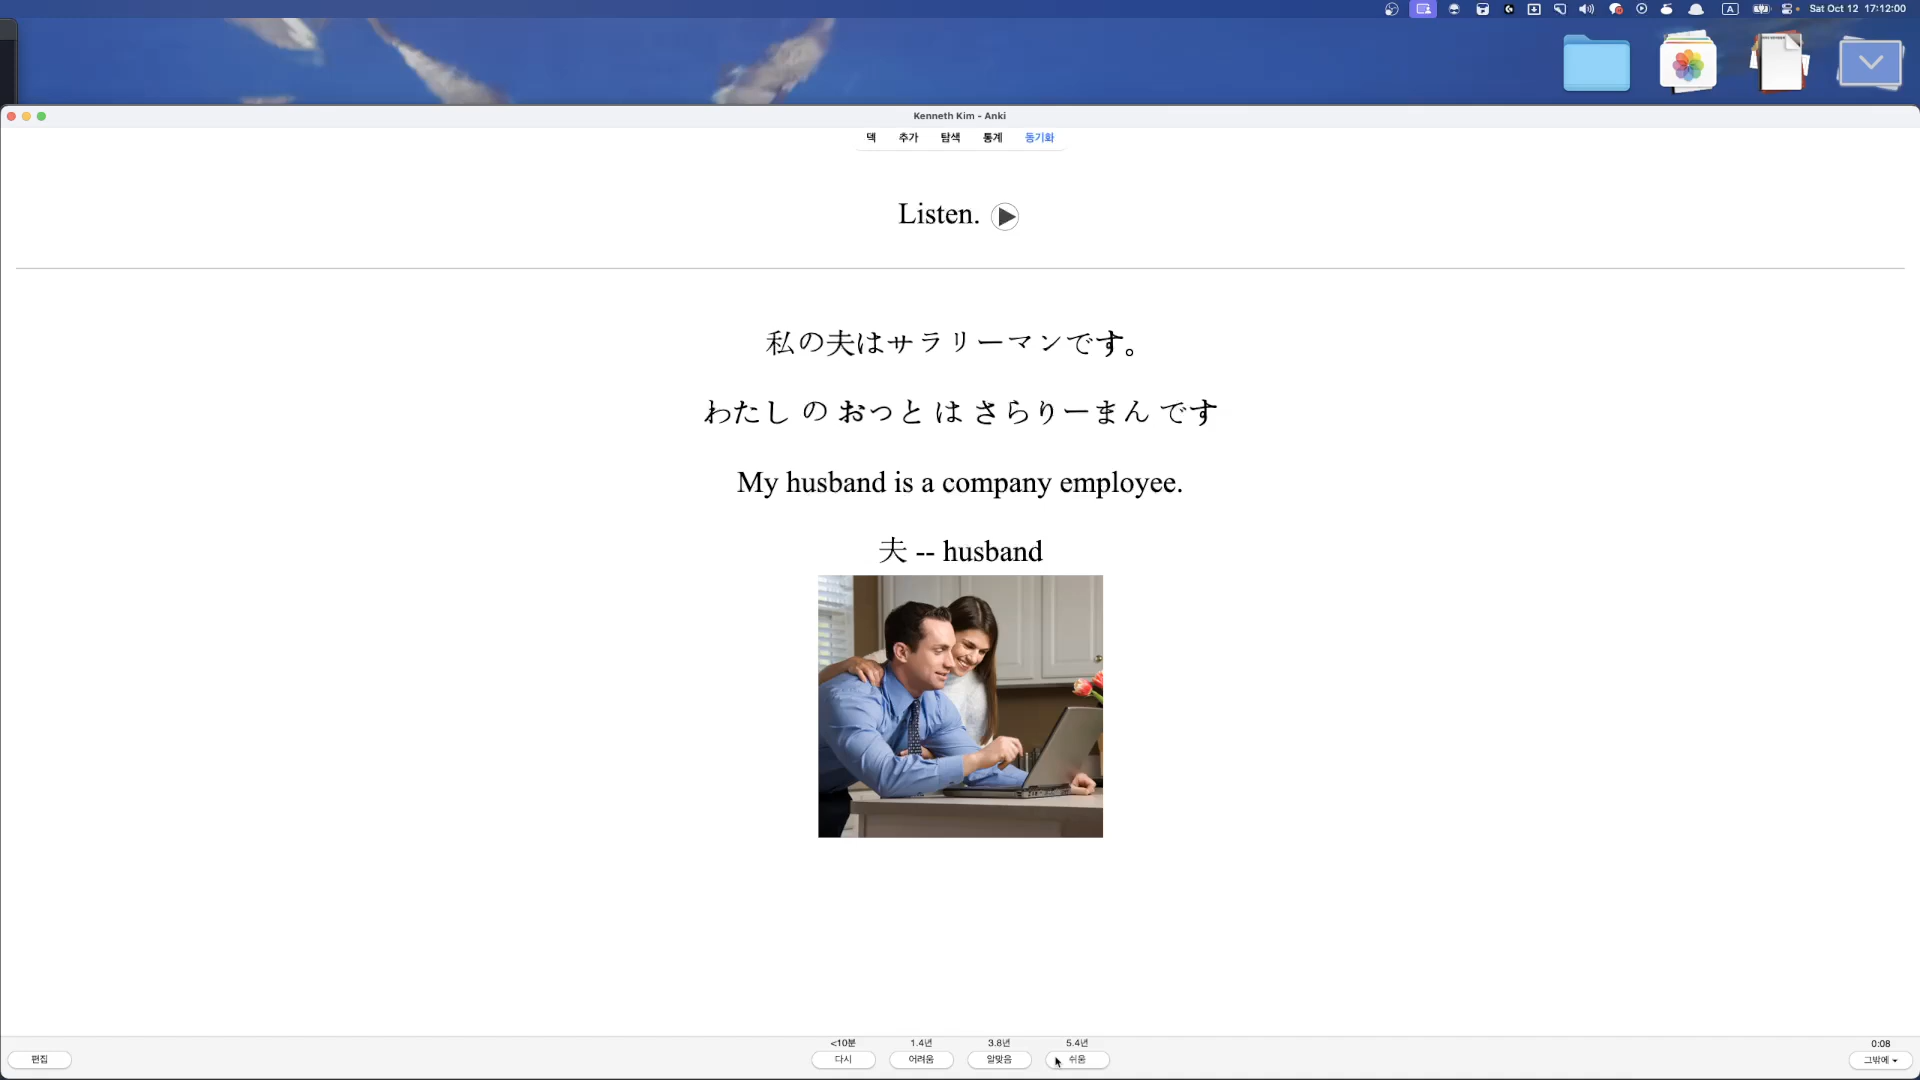 Sat Oct 12 17:12:00
Kenneth Kim - Anki
덱 추가 탐색 통계 동기화
Listen.
私の夫はサラリーマンです。
わたし の おっと は さらりーまん です
My husband is a company employee.
夫 -- husband
<10분 1.4년 3.8년 5.4년 0:08
편집 다시 어려움 알맞음 쉬움 그밖에